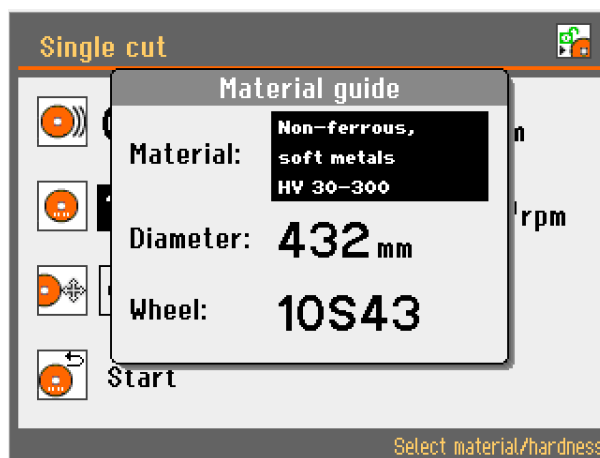 Single cut
Material guide
Material:
Non-ferrous,
soft metals
HV 30-300
Diameter: 432 mm
Wheel: 10S43
rpm
Start
Select material/hardness